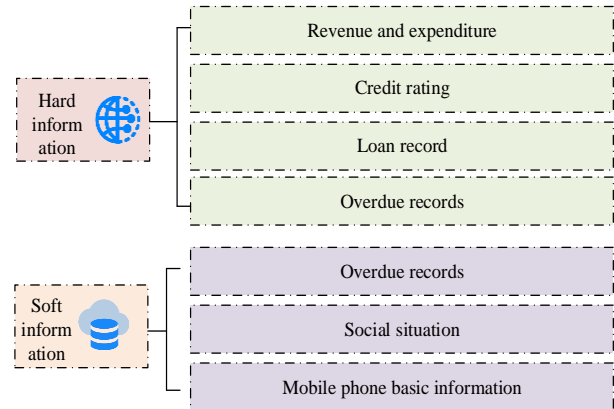 Revenue and expenditure
Credit rating
Hard
inform
ation
Loan record
Overdue records
Overdue records
Soft
inform
ation
Social situation
Mobile phone basic information